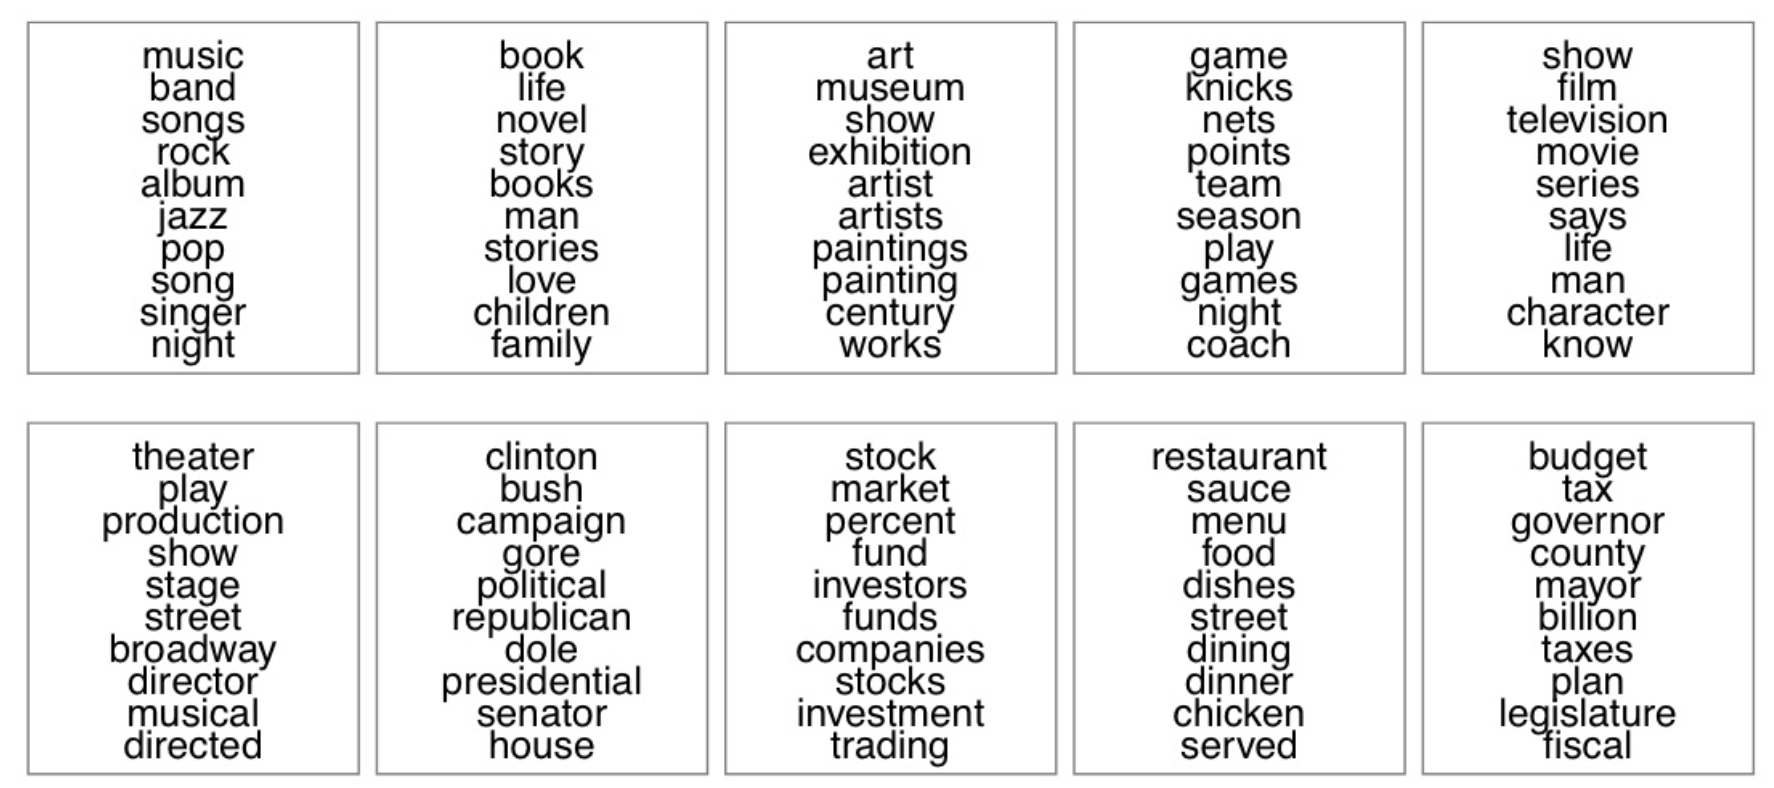 music
band
songs
rock
album
jazz
pop
song
singer
night
book
life
novel
story
books
man
stories
love
children
family
art
museum
show
exhibition
artist
artists
paintings
painting
century
works
game
knicks
nets
points
team
season
play
games
night
coach
show
film
television
movie
series
says
life
man
character
know
theater
play
production
show
stage
street
broadway
director
musical
directed
clinton
bush
campaign
gore
political
republican
dole
presidential
senator
house
stock
market
percent
fund
investors
funds
companies
stocks
investment
trading
restaurant
sauce
menu
food
dishes
street
dining
dinner
chicken
served
budget
tax
governor
county
mayor
billion
taxes
plan
legislature
fiscal